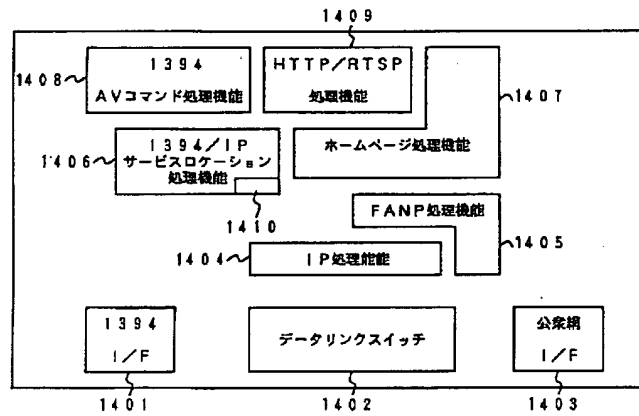 1409
1408
1394
AVコマンド処理機能
HTTP/RTSP
処理機能
1407
1406
1394/IP
サービスロケーション
処理機能
ホームページ処理機能
1410
FANP処理機能
1405
1404
IP処理能能
1394
I/F
データリンクスイッチ
公衆網
I/F
1401
1402
1403